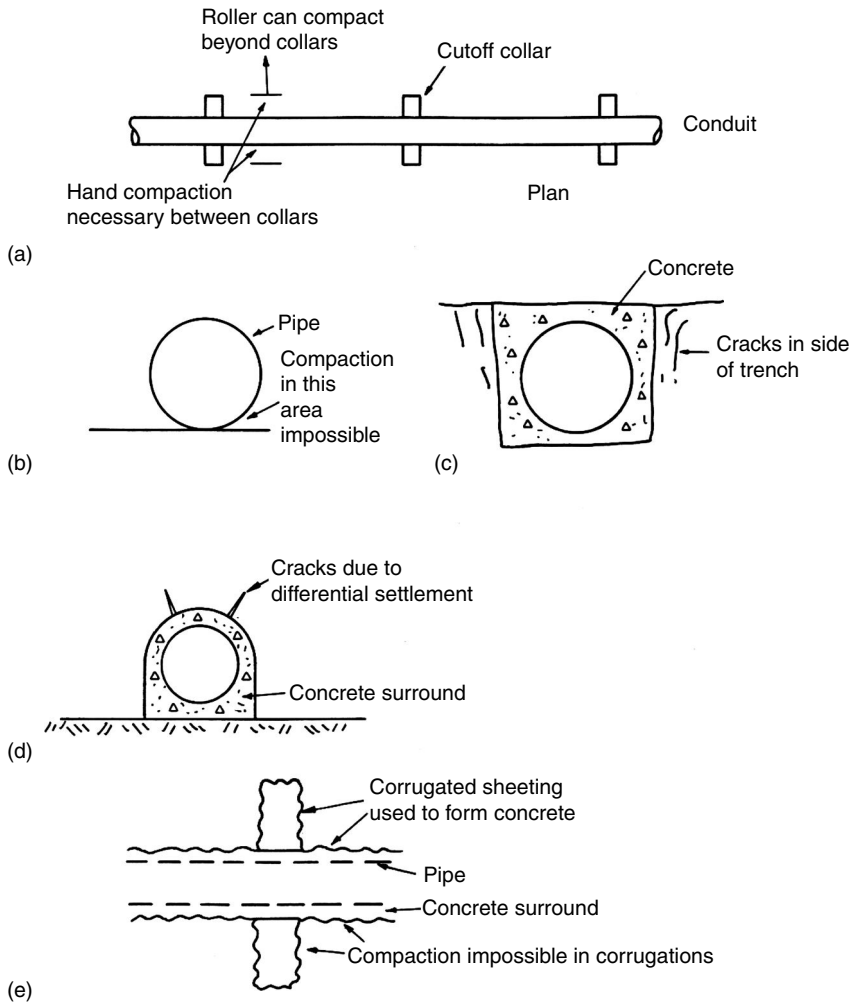 Roller can compact
beyond collars
Cutoff collar
Conduit
Hand compaction
necessary between collars
Plan
(a)
Pipe
Compaction
in this
area
impossible
(b)
Concrete
Cracks in side
of trench
(c)
Cracks due to
differential settlement
Concrete surround
(d)
Corrugated sheeting
used to form concrete
Pipe
Concrete surround
Compaction impossible in corrugations
(e)